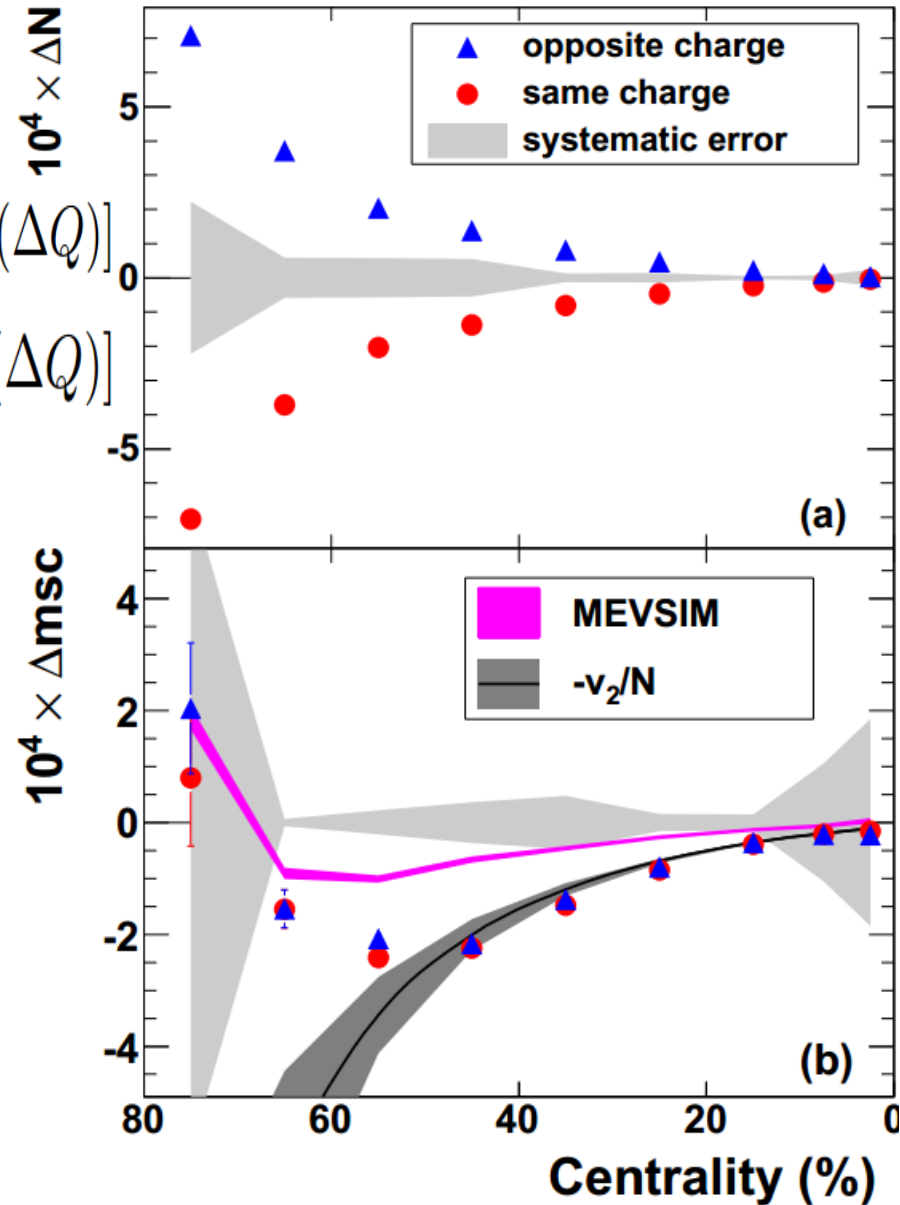 10⁴ × ΔN
opposite charge
same charge
systematic error
5
0
-5
(ΔQ)]
(ΔQ)]
(a)
10⁴ × Δmsc
MEVSIM
-v₂/N
4
2
0
-2
-4
(b)
80 60 40 20 0
Centrality (%)